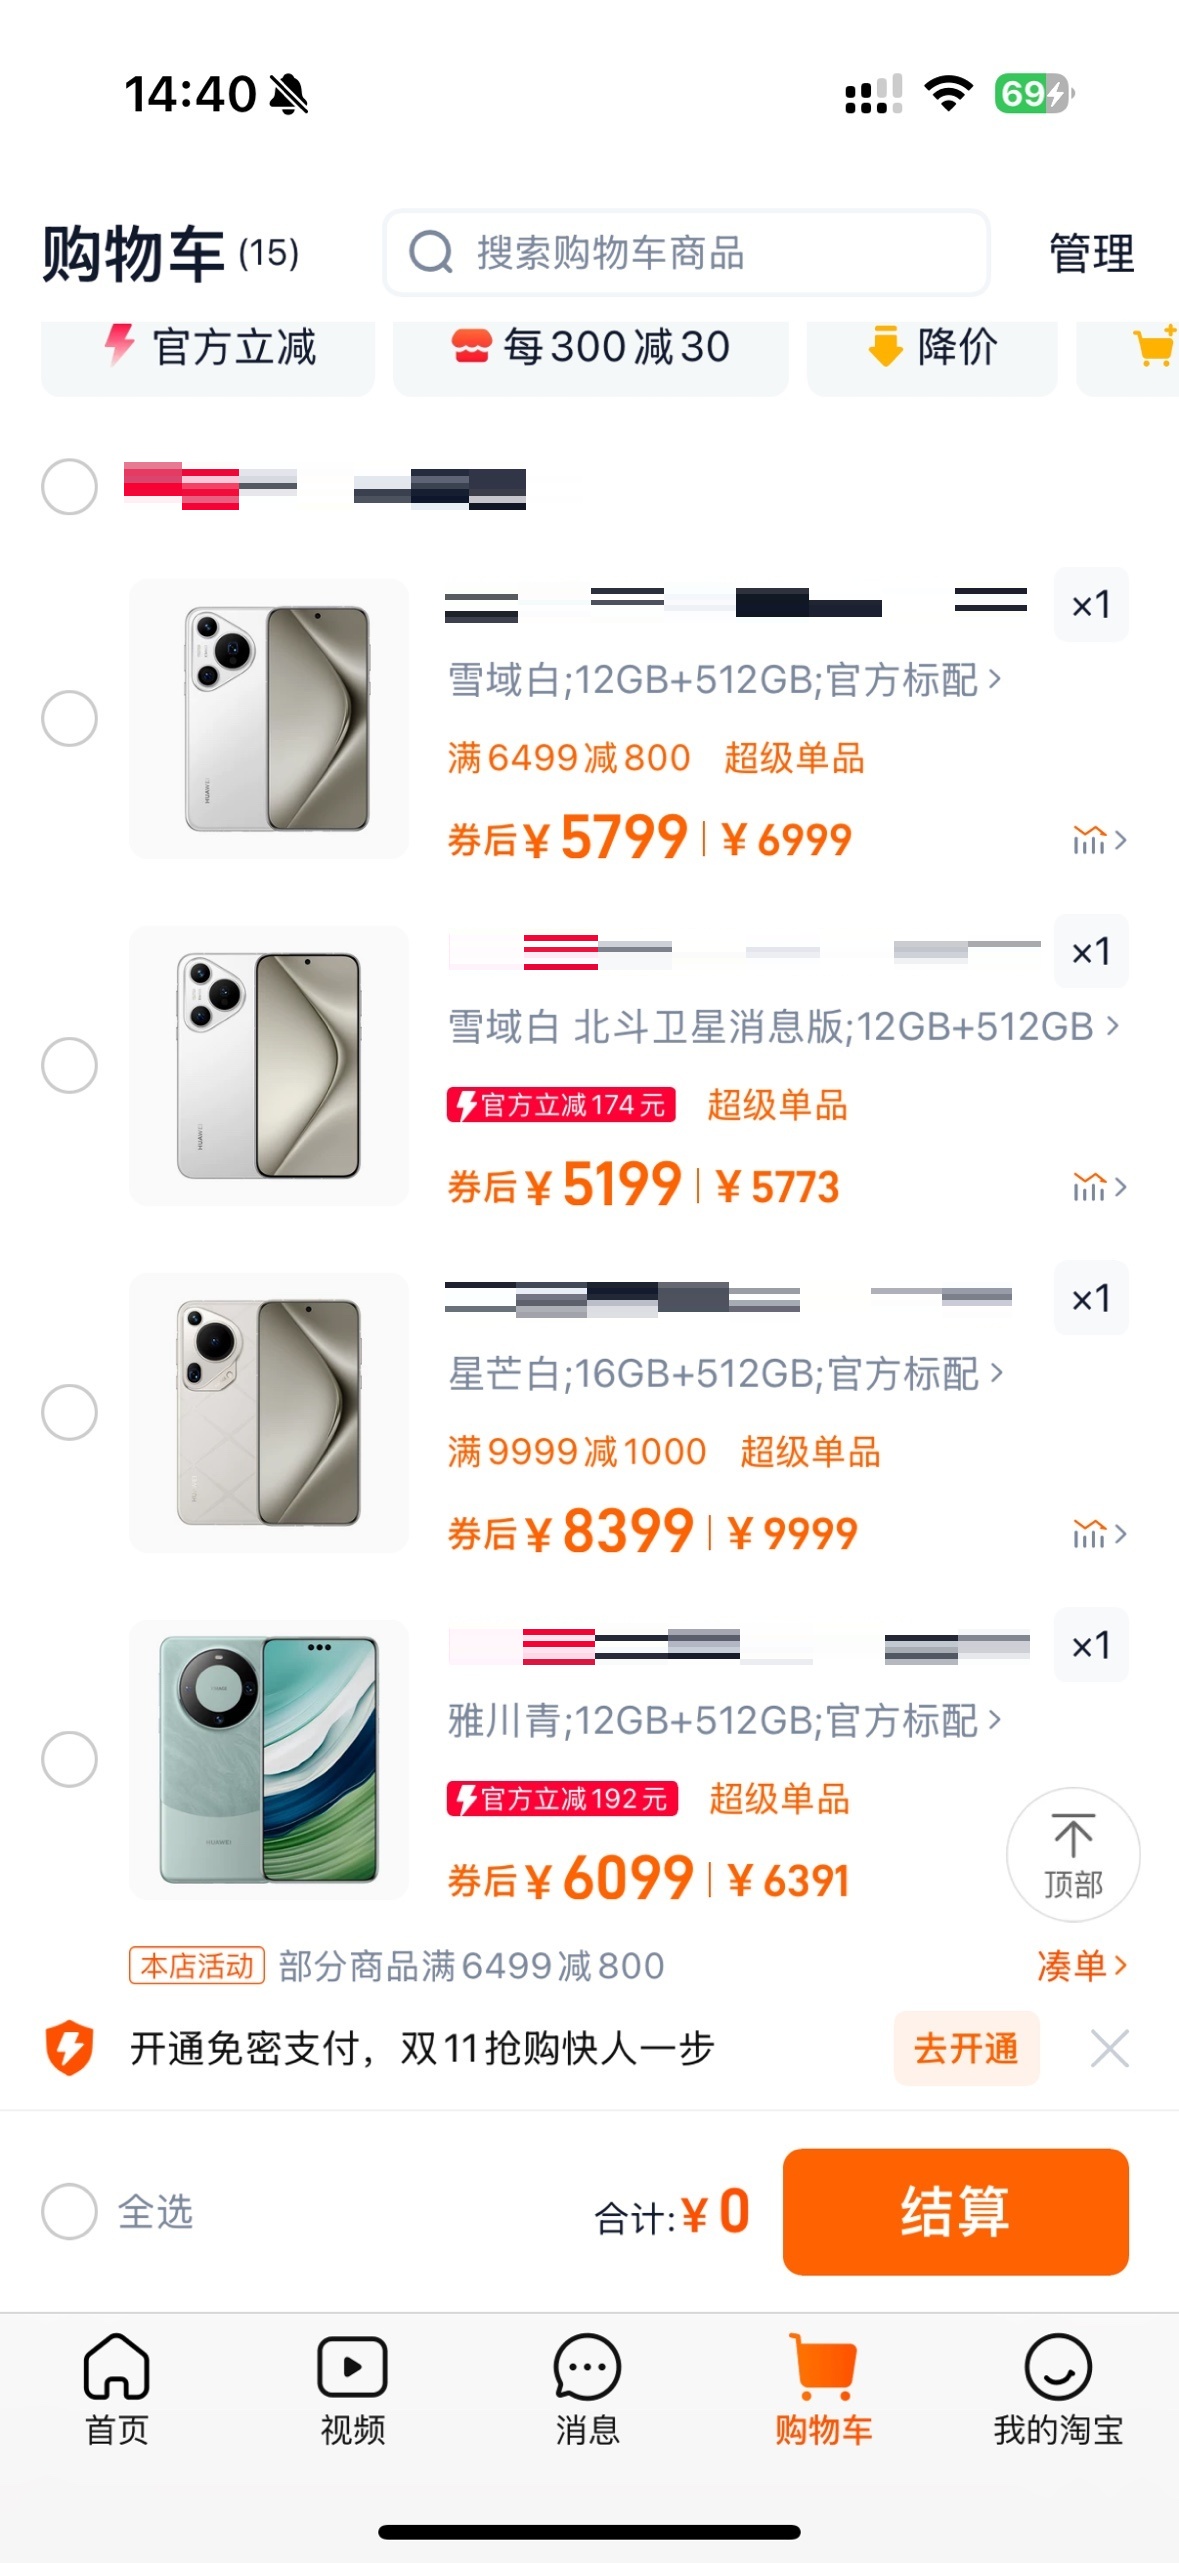 14:40
69
购物车 (15)
搜索购物车商品
管理
官方立减
每300减30
降价
×1
雪域白;12GB+512GB;官方标配
满6499减800 超级单品
券后¥5799 ¥6999
×1
雪域白 北斗卫星消息版;12GB+512GB
官方立减174元 超级单品
券后¥5199 ¥5773
×1
星芒白;16GB+512GB;官方标配
满9999减1000 超级单品
券后¥8399 ¥9999
×1
雅川青;12GB+512GB;官方标配
官方立减192元 超级单品
券后¥6099 ¥6391
顶部
本店活动 部分商品满6499减800
凑单
开通免密支付，双11抢购快人一步
去开通
全选
合计:¥0
结算
首页
视频
消息
购物车
我的淘宝
HUAWEI
HUAWEI
HUAWEI